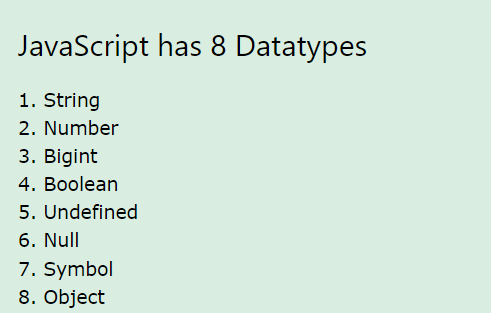 JavaScript has 8 Datatypes
1. String
2. Number
3. Bigint
4. Boolean
5. Undefined
6. Null
7. Symbol
8. Object